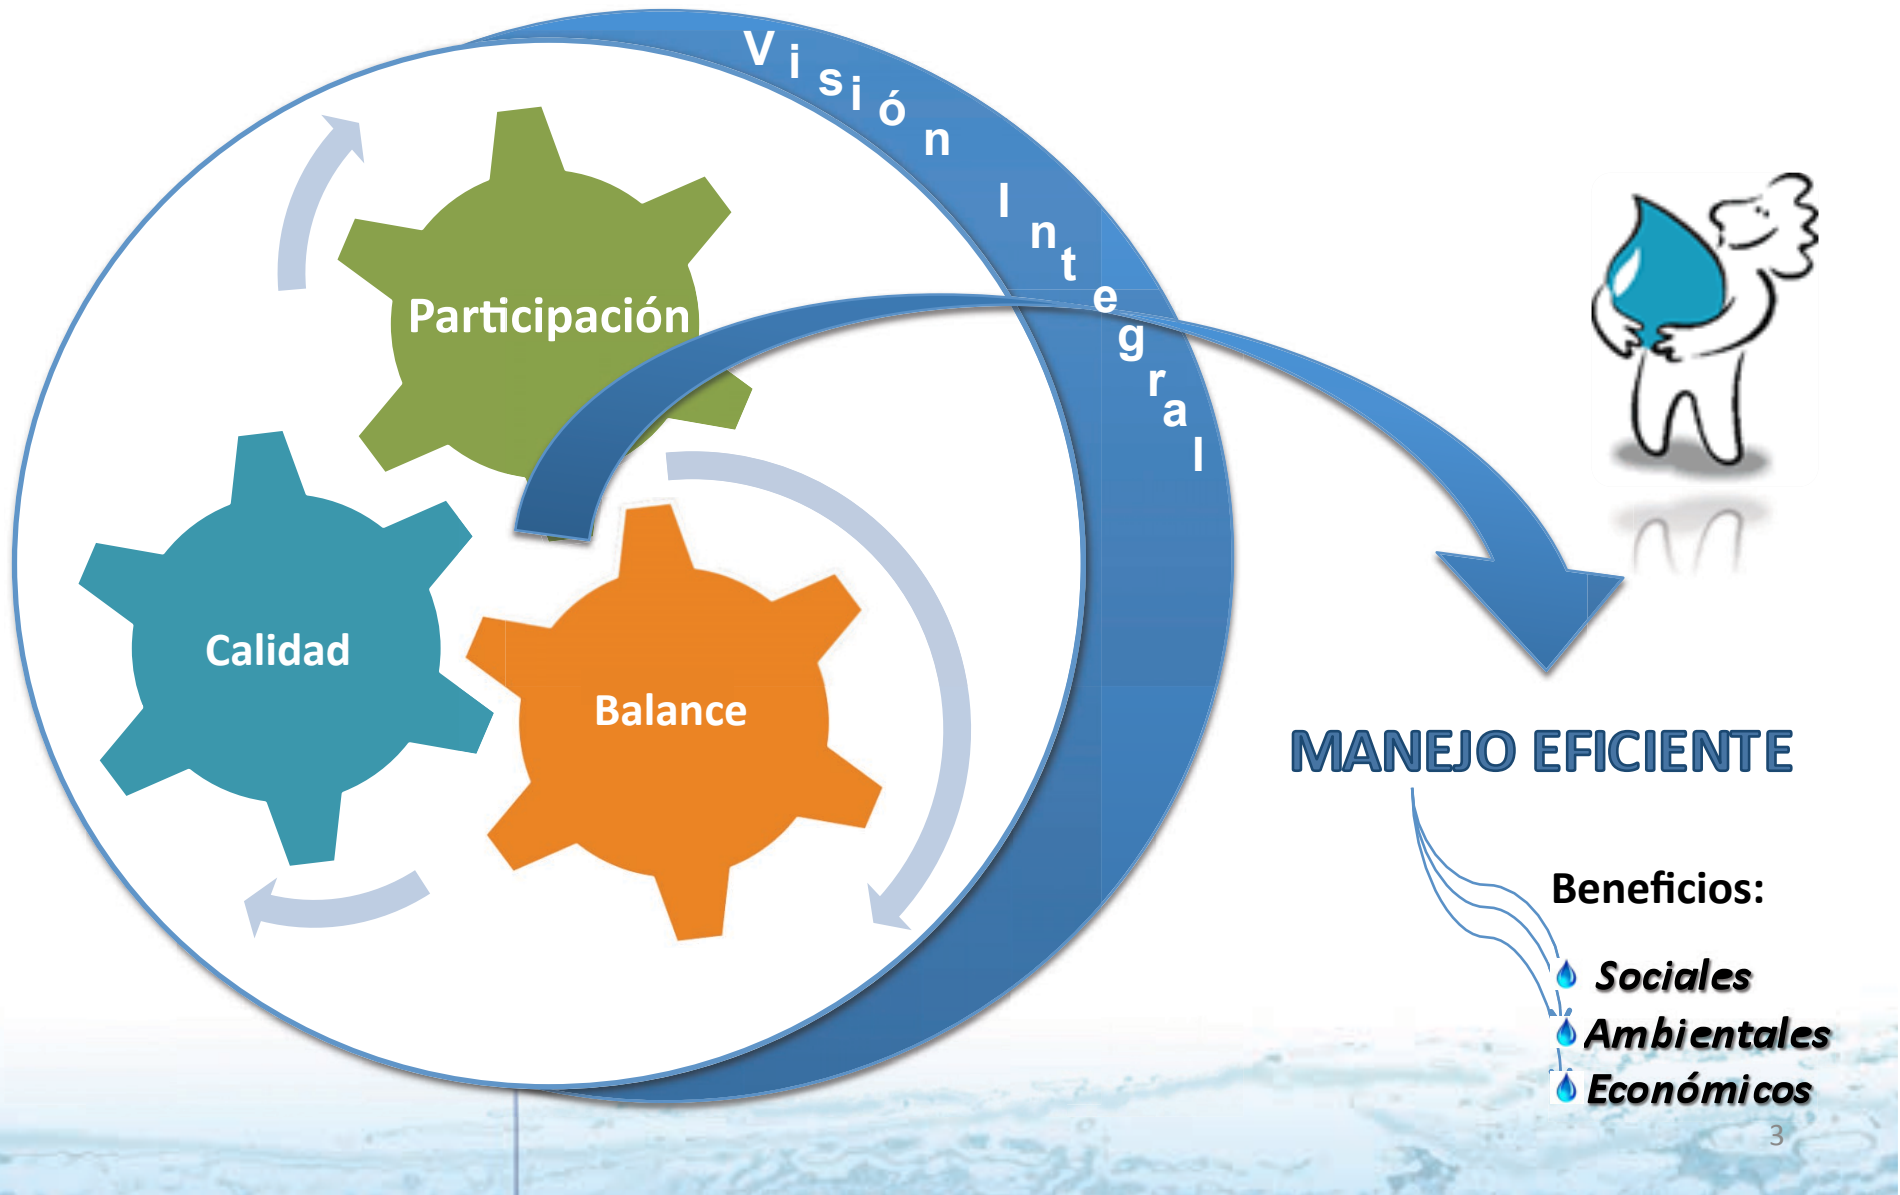 Visión Integral
Participación
Calidad
Balance
MANEJO EFICIENTE
Beneficios:
Sociales
Ambientales
Económicos
3